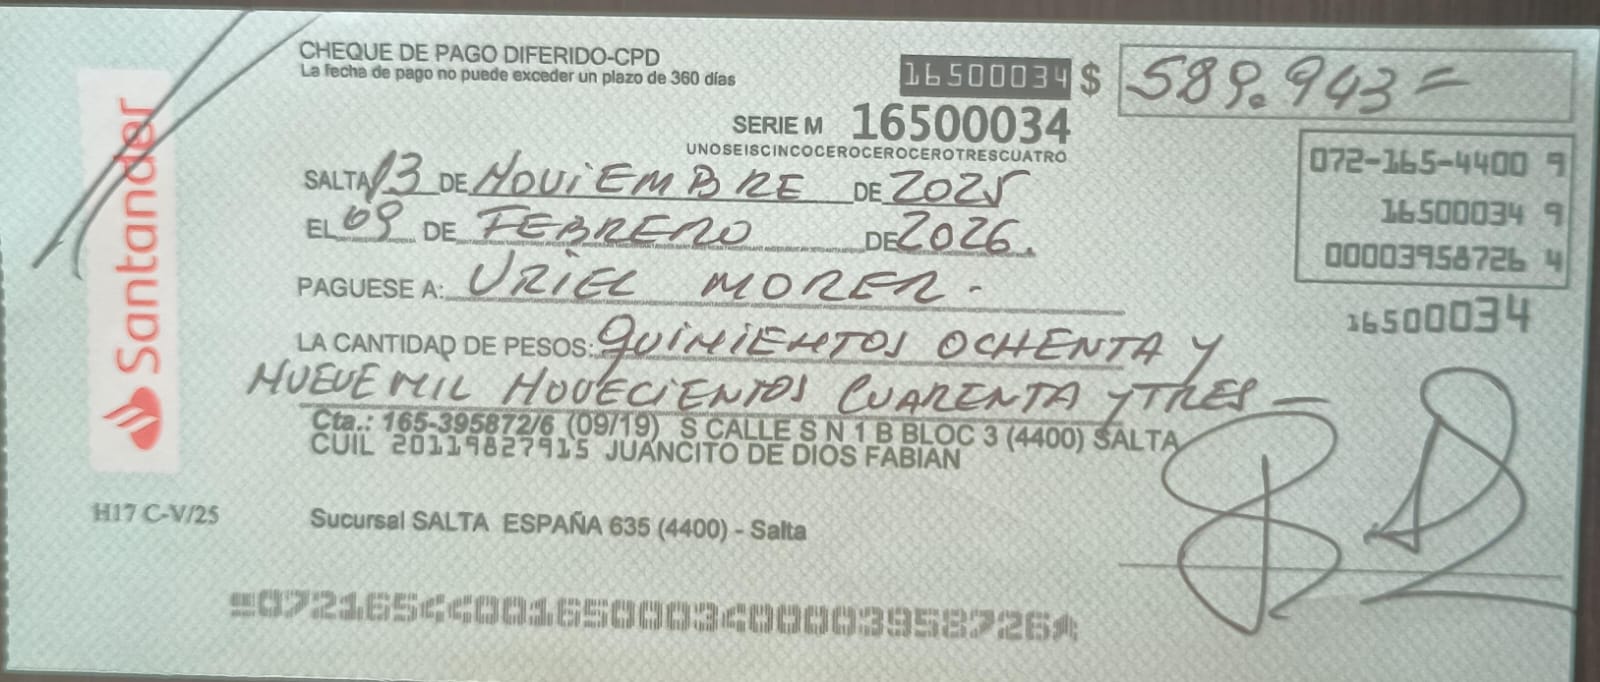 CHEQUE DE PAGO DIFERIDO-CPD
La fecha de pago no puede exceder un plazo de 360 días
16500034 $ 589.943=
SERIE M 16500034
UNOSEISCINCOCEROCEROCEROTRESCUATRO
072-165-4400 9
16500034 9
00003958726 4
16500034
SALTA 13 DE NOViEMBRE DE 2025
EL 09 DE FEBRERO DE 2026.
PAGUESE A: URiEL MORER.-
LA CANTIDAD DE PESOS: QUiNiENTOS OCHENTA Y
NUEVE MIL NOVECiENTOS CUARENTA Y TRES —
Cta.: 165-395872/6 (09/19) S CALLE S N 1 B BLOC 3 (4400) SALTA
CUIL 20119827915 JUANCITO DE DIOS FABIAN
Santander
H17 C-V/25
Sucursal SALTA ESPAÑA 635 (4400) - Salta
07216544001650003400003958726